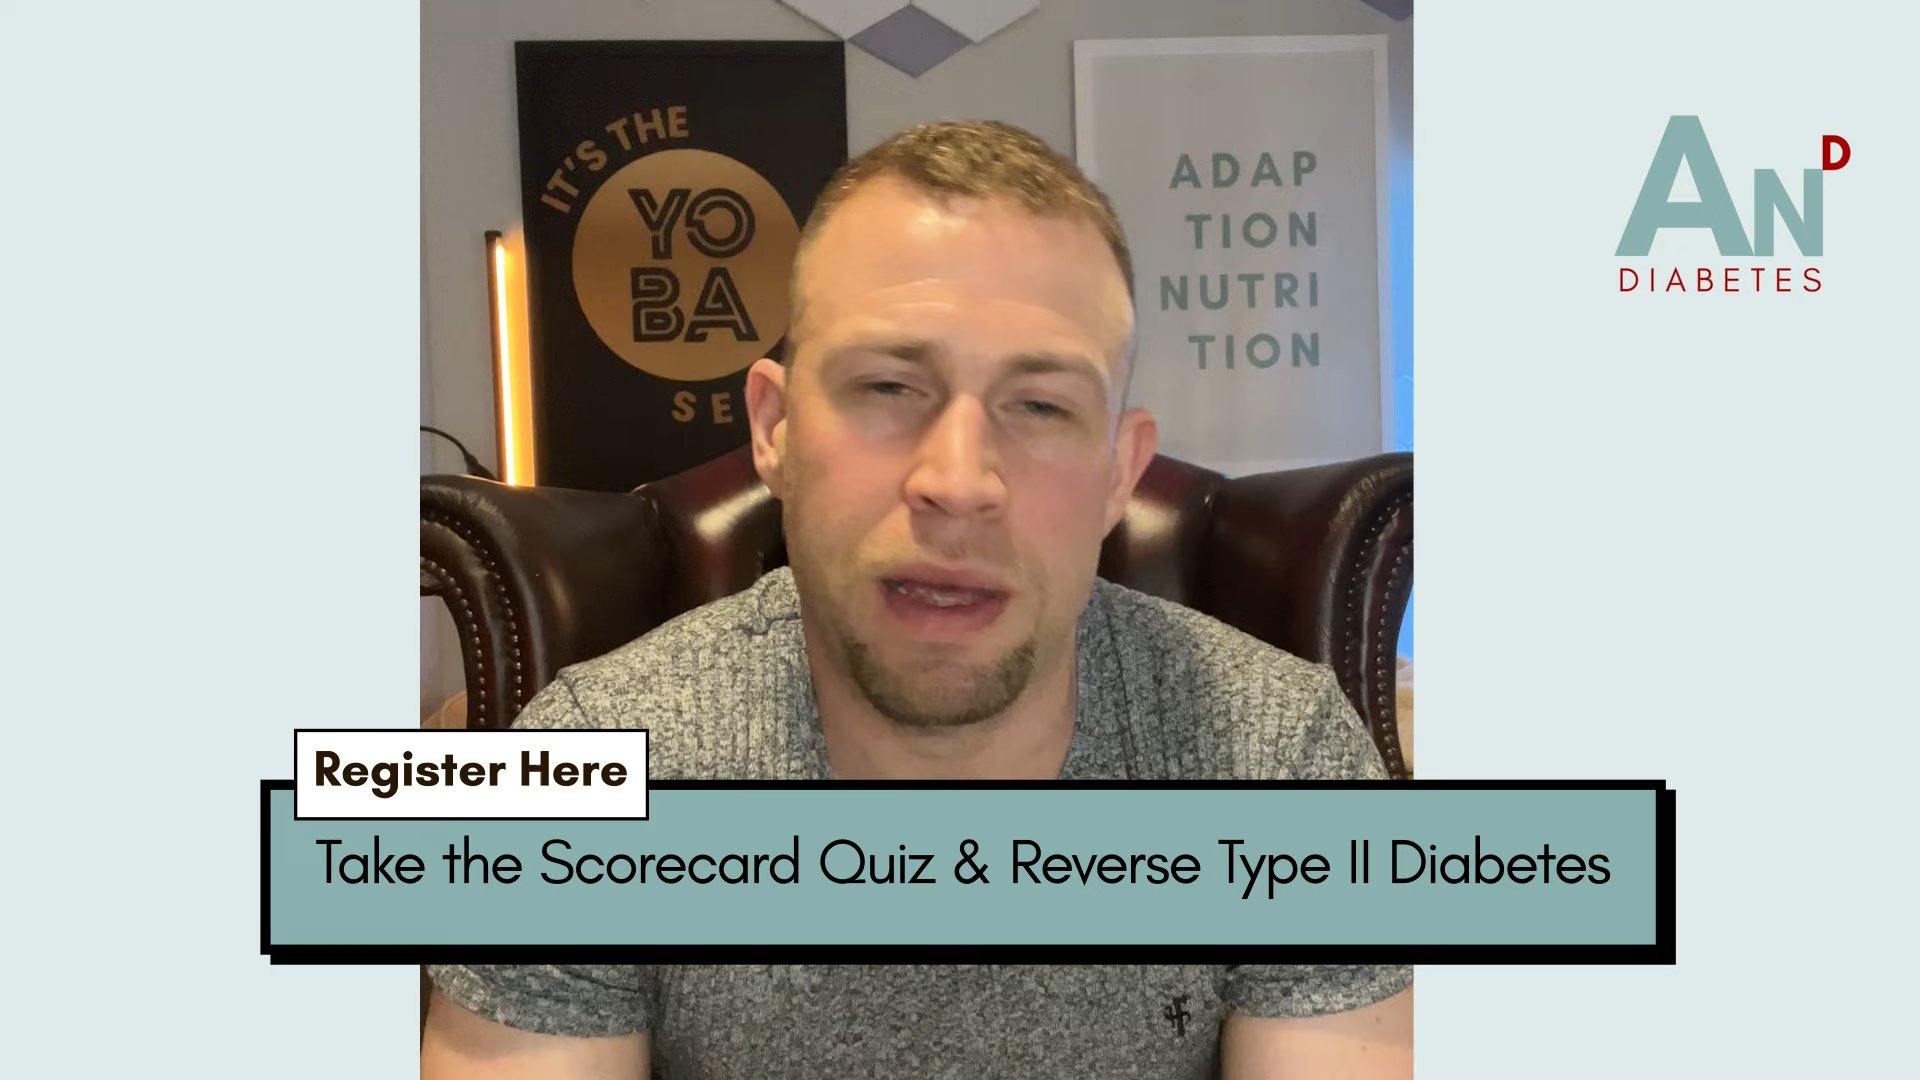 IT'S THE
YO
BA
ADAP
TION
NUTRI
TION
AN D
DIABETES
Register Here
Take the Scorecard Quiz & Reverse Type II Diabetes